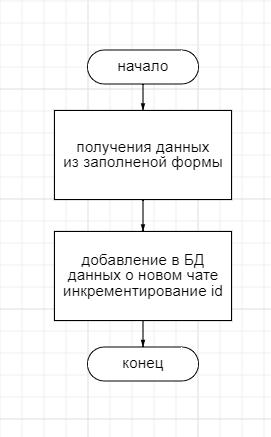 начало
получения данных
из заполненой формы
добавление в БД
данных о новом чате
инкрементирование id
конец